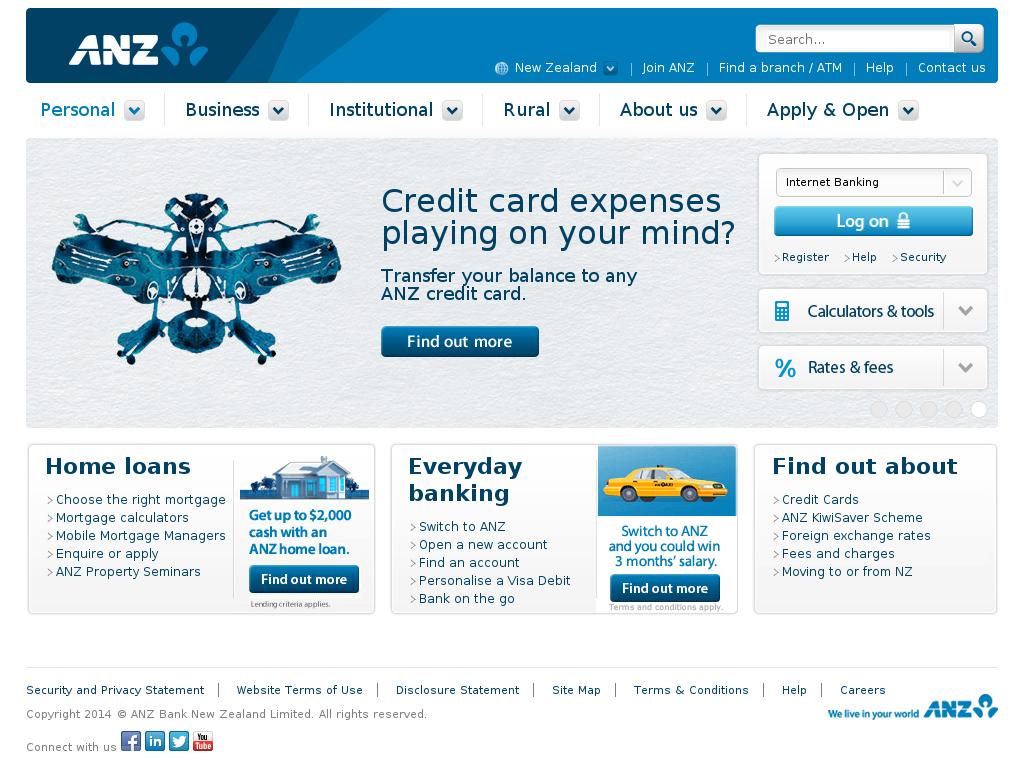 ANZ
Search...
New Zealand
Join ANZ
Find a branch / ATM
Help
Contact us
Personal
Business
Institutional
Rural
About us
Apply & Open
Credit card expenses
playing on your mind?
Transfer your balance to any
ANZ credit card.
Find out more
Internet Banking
Log on
Register
Help
Security
Calculators & tools
% Rates & fees
Home loans
Choose the right mortgage
Mortgage calculators
Mobile Mortgage Managers
Enquire or apply
ANZ Property Seminars
Get up to $2,000
cash with an
ANZ home loan.
Find out more
Lending criteria applies.
Everyday
banking
Switch to ANZ
Open a new account
Find an account
Personalise a Visa Debit
Bank on the go
TAXI
Switch to ANZ
and you could win
3 months' salary.
Find out more
Terms and conditions apply.
Find out about
Credit Cards
ANZ KiwiSaver Scheme
Foreign exchange rates
Fees and charges
Moving to or from NZ
Security and Privacy Statement
Website Terms of Use
Disclosure Statement
Site Map
Terms & Conditions
Help
Careers
Copyright 2014 © ANZ Bank New Zealand Limited. All rights reserved.
We live in your world ANZ
Connect with us
f
in
You
Tube